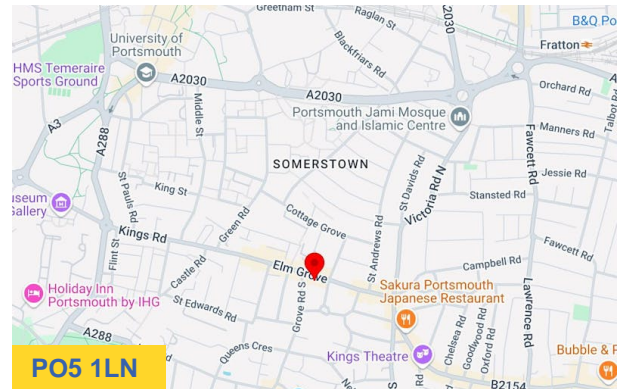 Greetham St
Raglan St
B&Q Po
University of
Portsmouth
Blackfriars Rd
Fratton
HMS Temeraire
Sports Ground
A2030
A2030
Orchard Rd
Talbot Rd
Middle St
Portsmouth Jami Mosque
and Islamic Centre
Manners Rd
A3
A288
Fawcett Rd
SOMERSTOWN
Jessie Rd
St Pauls Rd
King St
St Davids Rd
Victoria Rd N
Stansted Rd
useum
Gallery
Green Rd
Cottage Grove
Kings Rd
St Andrews Rd
Fawcett Rd
Flint St
Castle Rd
Elm Grove
Campbell Rd
Holiday Inn
Portsmouth by IHG
Grove Rd S
Sakura Portsmouth
Japanese Restaurant
Lawrence Rd
St Edwards Rd
A288
Chelsea Rd
Goodwood Rd
Oxford Rd
Queens Cres
Kings Theatre
Bubble & F
PO5 1LN
B2154